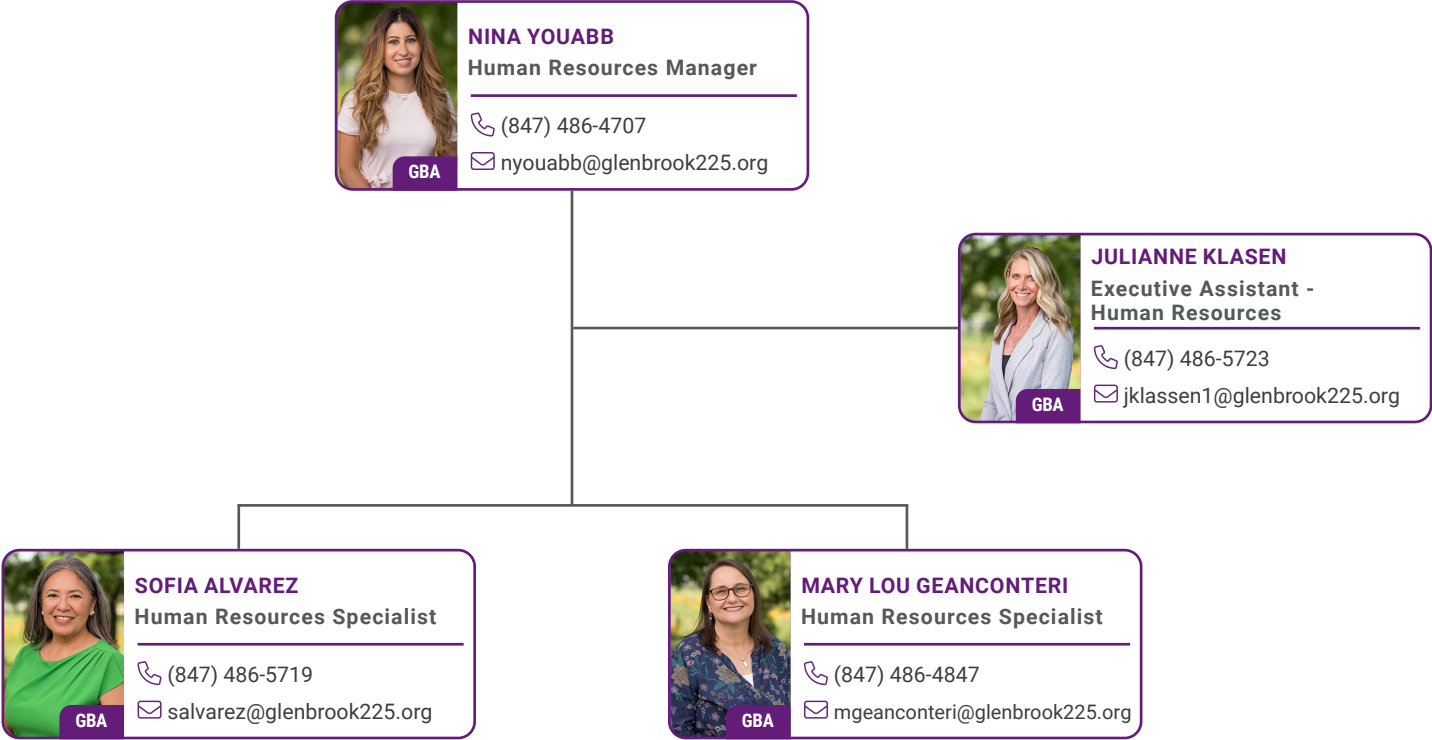 NINA YOUABB
Human Resources Manager
(847) 486-4707
nyouabb@glenbrook225.org
GBA
JULIANNE KLASEN
Executive Assistant -
Human Resources
(847) 486-5723
jklassen1@glenbrook225.org
GBA
SOFIA ALVAREZ
Human Resources Specialist
(847) 486-5719
salvarez@glenbrook225.org
GBA
MARY LOU GEANCONTERI
Human Resources Specialist
(847) 486-4847
mgeanconteri@glenbrook225.org
GBA